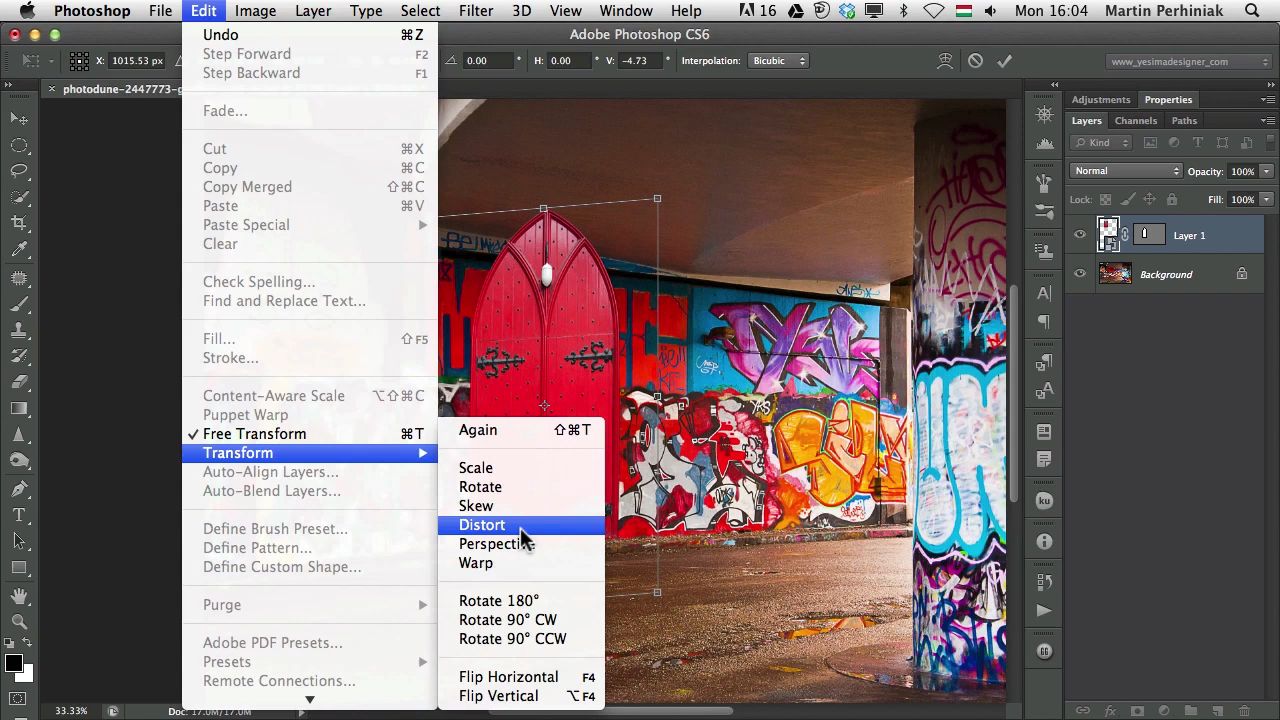 Photoshop File Edit Image Layer Type Select Filter 3D View Window Help 16 Mon 16:04 Martin Perhiniak
Adobe Photoshop CS6
X: 1015.53 px 0.00 ° H: 0.00 ° V: -4.73 ° Interpolation: Bicubic www_yesimadesigner_com
photodune-2447773-g
Undo ⌘Z
Step Forward F2
Step Backward F1
Fade...
Cut ⌘X
Copy ⌘C
Copy Merged ⇧⌘C
Paste ⌘V
Paste Special
Clear
Check Spelling...
Find and Replace Text...
Fill... ⇧F5
Stroke...
Content-Aware Scale ⌥⇧⌘C
Puppet Warp
✓ Free Transform ⌘T
Transform
Auto-Align Layers...
Auto-Blend Layers...
Define Brush Preset...
Define Pattern...
Define Custom Shape...
Purge
Adobe PDF Presets...
Presets
Remote Connections...
Again ⇧⌘T
Scale
Rotate
Skew
Distort
Warp
Rotate 180°
Rotate 90° CW
Rotate 90° CCW
Flip Horizontal F4
Flip Vertical ⌥F4
Adjustments Properties
Layers Channels Paths
Kind
Normal Opacity: 100%
Lock: Fill: 100%
Layer 1
Background
ku
33.33% Doc: 17.0M/17.0M